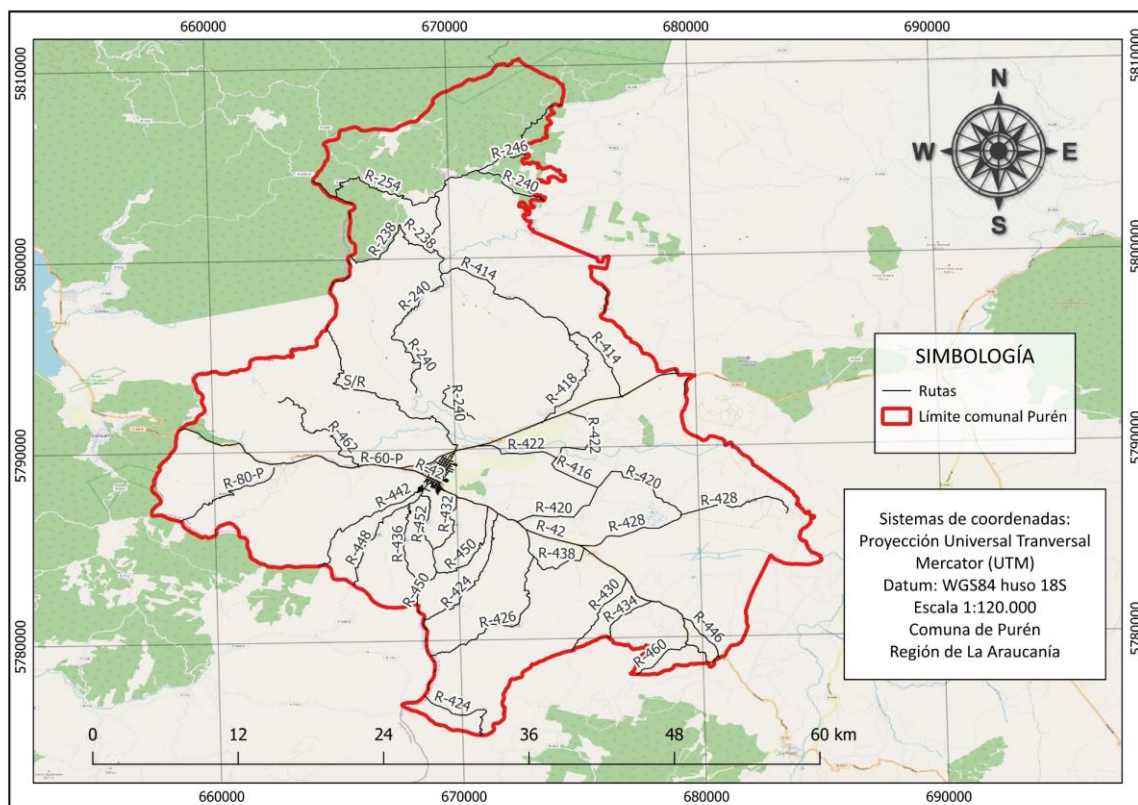 660000
670000
680000
690000
5810000
5810000
N
W
E
S
R-246
R-254
R-240
R-238
R-238
5800000
5800000
R-414
R-240
R-240
R-414
S/R
R-418
R-240
SIMBOLOGÍA
Rutas
Límite comunal Purén
5790000
5790000
R-462
R-422
R-422
R-60-P
R-42
R-416
R-80-P
R-420
R-442
R-420
R-428
R-432
R-452
R-42
R-428
R-448
R-436
R-450
R-438
R-450
R-424
R-430
R-426
R-434
R-446
R-460
R-424
5780000
5780000
Sistemas de coordenadas:
Proyección Universal Tranversal
Mercator (UTM)
Datum: WGS84 huso 18S
Escala 1:120.000
Comuna de Purén
Región de La Araucanía
0
12
24
36
48
60 km
660000
670000
680000
690000